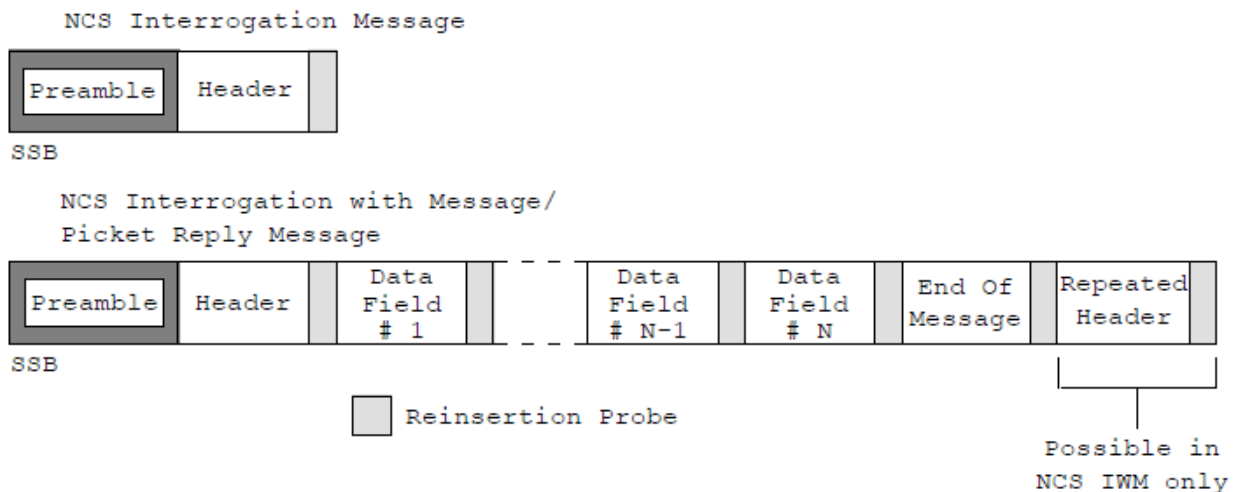 NCS Interrogation Message
Preamble Header
SSB
NCS Interrogation with Message/
Picket Reply Message
Preamble Header Data Field # 1 Data Field # N-1 Data Field # N End Of Message Repeated Header
SSB
Reinsertion Probe
Possible in
NCS IWM only